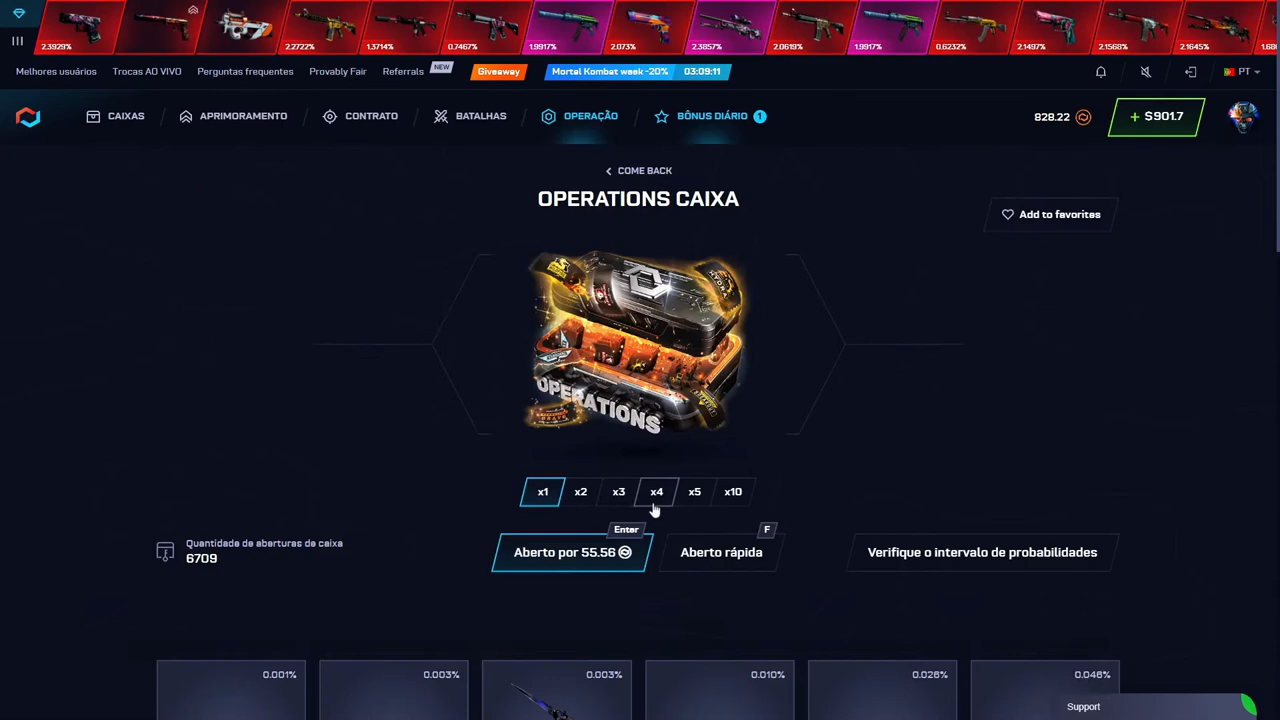 2.3929%
2.2722%
1.3714%
0.7467%
1.9917%
2.073%
2.3857%
2.0619%
1.9917%
0.6232%
2.1497%
2.1568%
2.1645%
Melhores usuários
Trocas AO VIVO
Perguntas frequentes
Provably Fair
Referrals
NEW
Giveaway
Mortal Kombat week -20%
03:09:11
PT
CAIXAS
APRIMORAMENTO
CONTRATO
BATALHAS
OPERAÇÃO
BÔNUS DIÁRIO
1
828.22
+ $901.7
COME BACK
OPERATIONS CAIXA
Add to favorites
HYDRA
OPERATIONS
x1
x2
x3
x4
x5
x10
Enter
F
Quantidade de aberturas de caixa
6709
Aberto por 55.56
Aberto rápida
Verifique o intervalo de probabilidades
0.001%
0.003%
0.003%
0.010%
0.026%
0.046%
Support